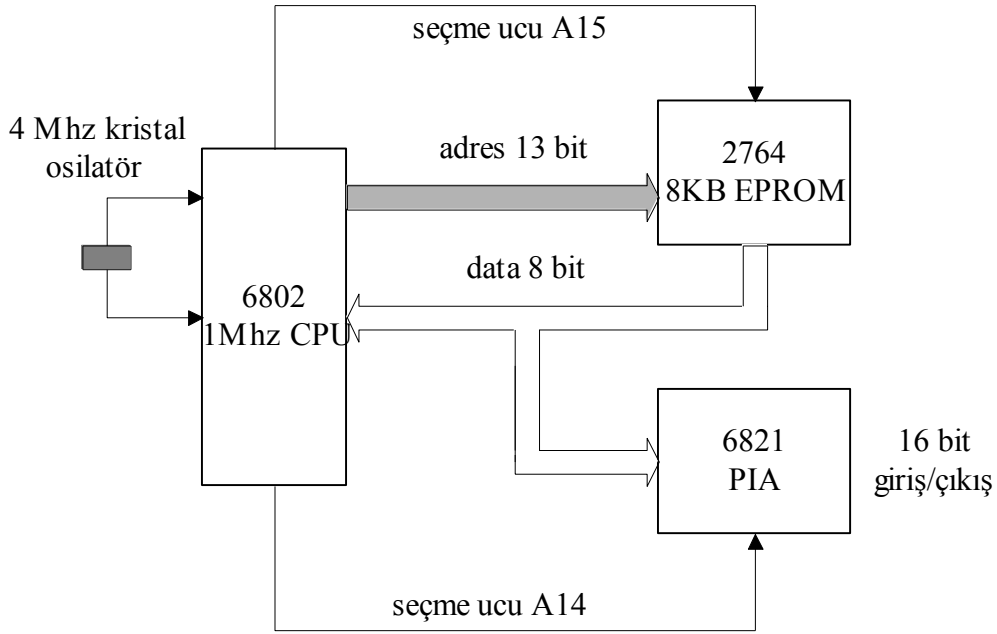 seçme ucu A15
4 Mhz kristal
osilatör
adres 13 bit
2764
8KB EPROM
data 8 bit
6802
1Mhz CPU
6821
PIA
16 bit
giriş/çıkış
seçme ucu A14